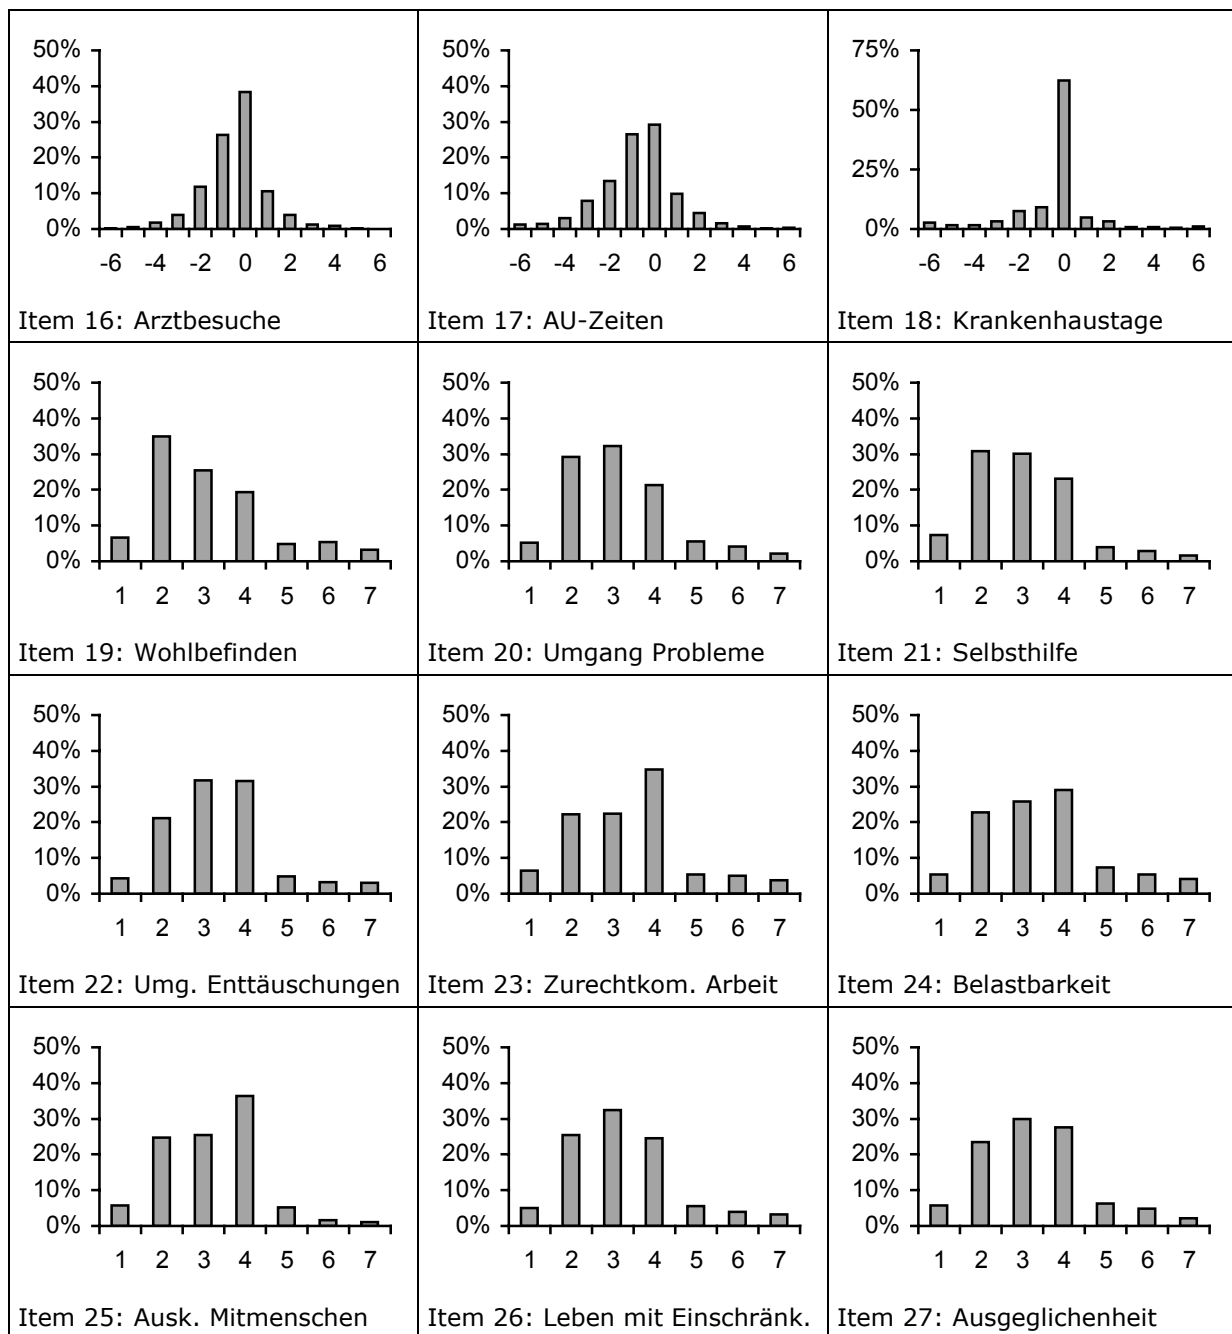 50%
40%
30%
20%
10%
0%
-6 -4 -2 0 2 4 6
Item 16: Arztbesuche
50%
40%
30%
20%
10%
0%
-6 -4 -2 0 2 4 6
Item 17: AU-Zeiten
75%
50%
25%
0%
-6 -4 -2 0 2 4 6
Item 18: Krankenhaustage
50%
40%
30%
20%
10%
0%
1 2 3 4 5 6 7
Item 19: Wohlbefinden
50%
40%
30%
20%
10%
0%
1 2 3 4 5 6 7
Item 20: Umgang Probleme
50%
40%
30%
20%
10%
0%
1 2 3 4 5 6 7
Item 21: Selbsthilfe
50%
40%
30%
20%
10%
0%
1 2 3 4 5 6 7
Item 22: Umg. Enttäuschungen
50%
40%
30%
20%
10%
0%
1 2 3 4 5 6 7
Item 23: Zurechtkom. Arbeit
50%
40%
30%
20%
10%
0%
1 2 3 4 5 6 7
Item 24: Belastbarkeit
50%
40%
30%
20%
10%
0%
1 2 3 4 5 6 7
Item 25: Ausk. Mitmenschen
50%
40%
30%
20%
10%
0%
1 2 3 4 5 6 7
Item 26: Leben mit Einschränk.
50%
40%
30%
20%
10%
0%
1 2 3 4 5 6 7
Item 27: Ausgeglichenheit